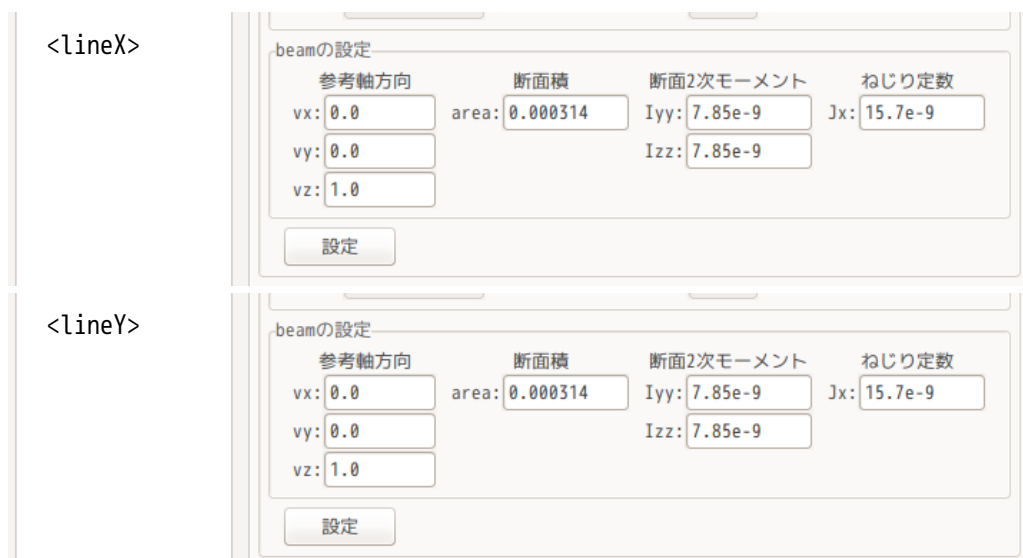 <lineX>
beamの設定
参考軸方向 断面積 断面2次モーメント ねじり定数
vx: 0.0 area: 0.000314 Iyy: 7.85e-9 Jx: 15.7e-9
vy: 0.0 Izz: 7.85e-9
vz: 1.0
設定
<lineY>
beamの設定
参考軸方向 断面積 断面2次モーメント ねじり定数
vx: 0.0 area: 0.000314 Iyy: 7.85e-9 Jx: 15.7e-9
vy: 0.0 Izz: 7.85e-9
vz: 1.0
設定